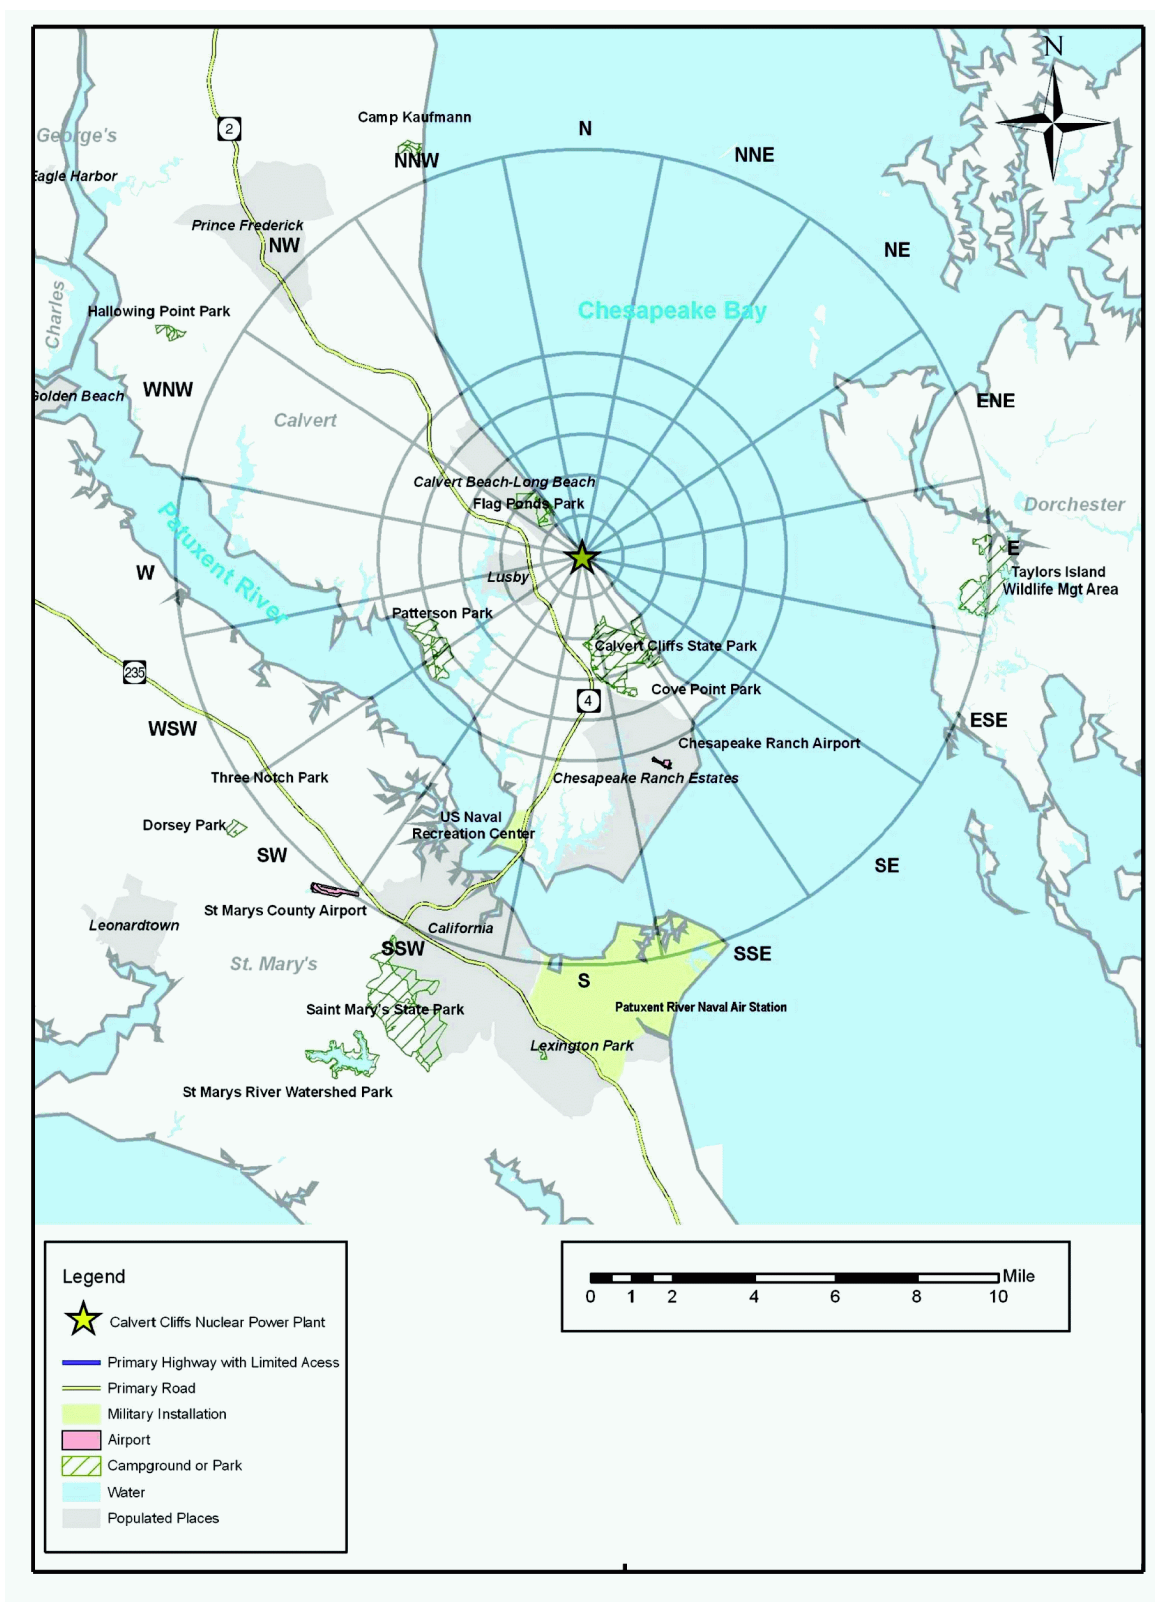 N
Camp Kaufmann
2
N
George's
NNE
NNW
Eagle Harbor
Prince Frederick
NW
NE
Charles
Hallowing Point Park
Chesapeake Bay
WNW
Golden Beach
ENE
Calvert
Calvert Beach-Long Beach
Flag Ponds Park
Dorchester
Patuxent River
E
W
Lusby
Taylors Island
Wildlife Mgt Area
Patterson Park
Calvert Cliffs State Park
235
Cove Point Park
4
WSW
ESE
Chesapeake Ranch Airport
Three Notch Park
Chesapeake Ranch Estates
US Naval
Recreation Center
Dorsey Park
SW
SE
St Marys County Airport
Leonardtown
California
SSW
SSE
St. Mary's
S
Saint Mary's State Park
Patuxent River Naval Air Station
Lexington Park
St Marys River Watershed Park
Legend
Calvert Cliffs Nuclear Power Plant
Primary Highway with Limited Acess
Primary Road
Military Installation
Airport
Campground or Park
Water
Populated Places
Mile
0 1 2 4 6 8 10